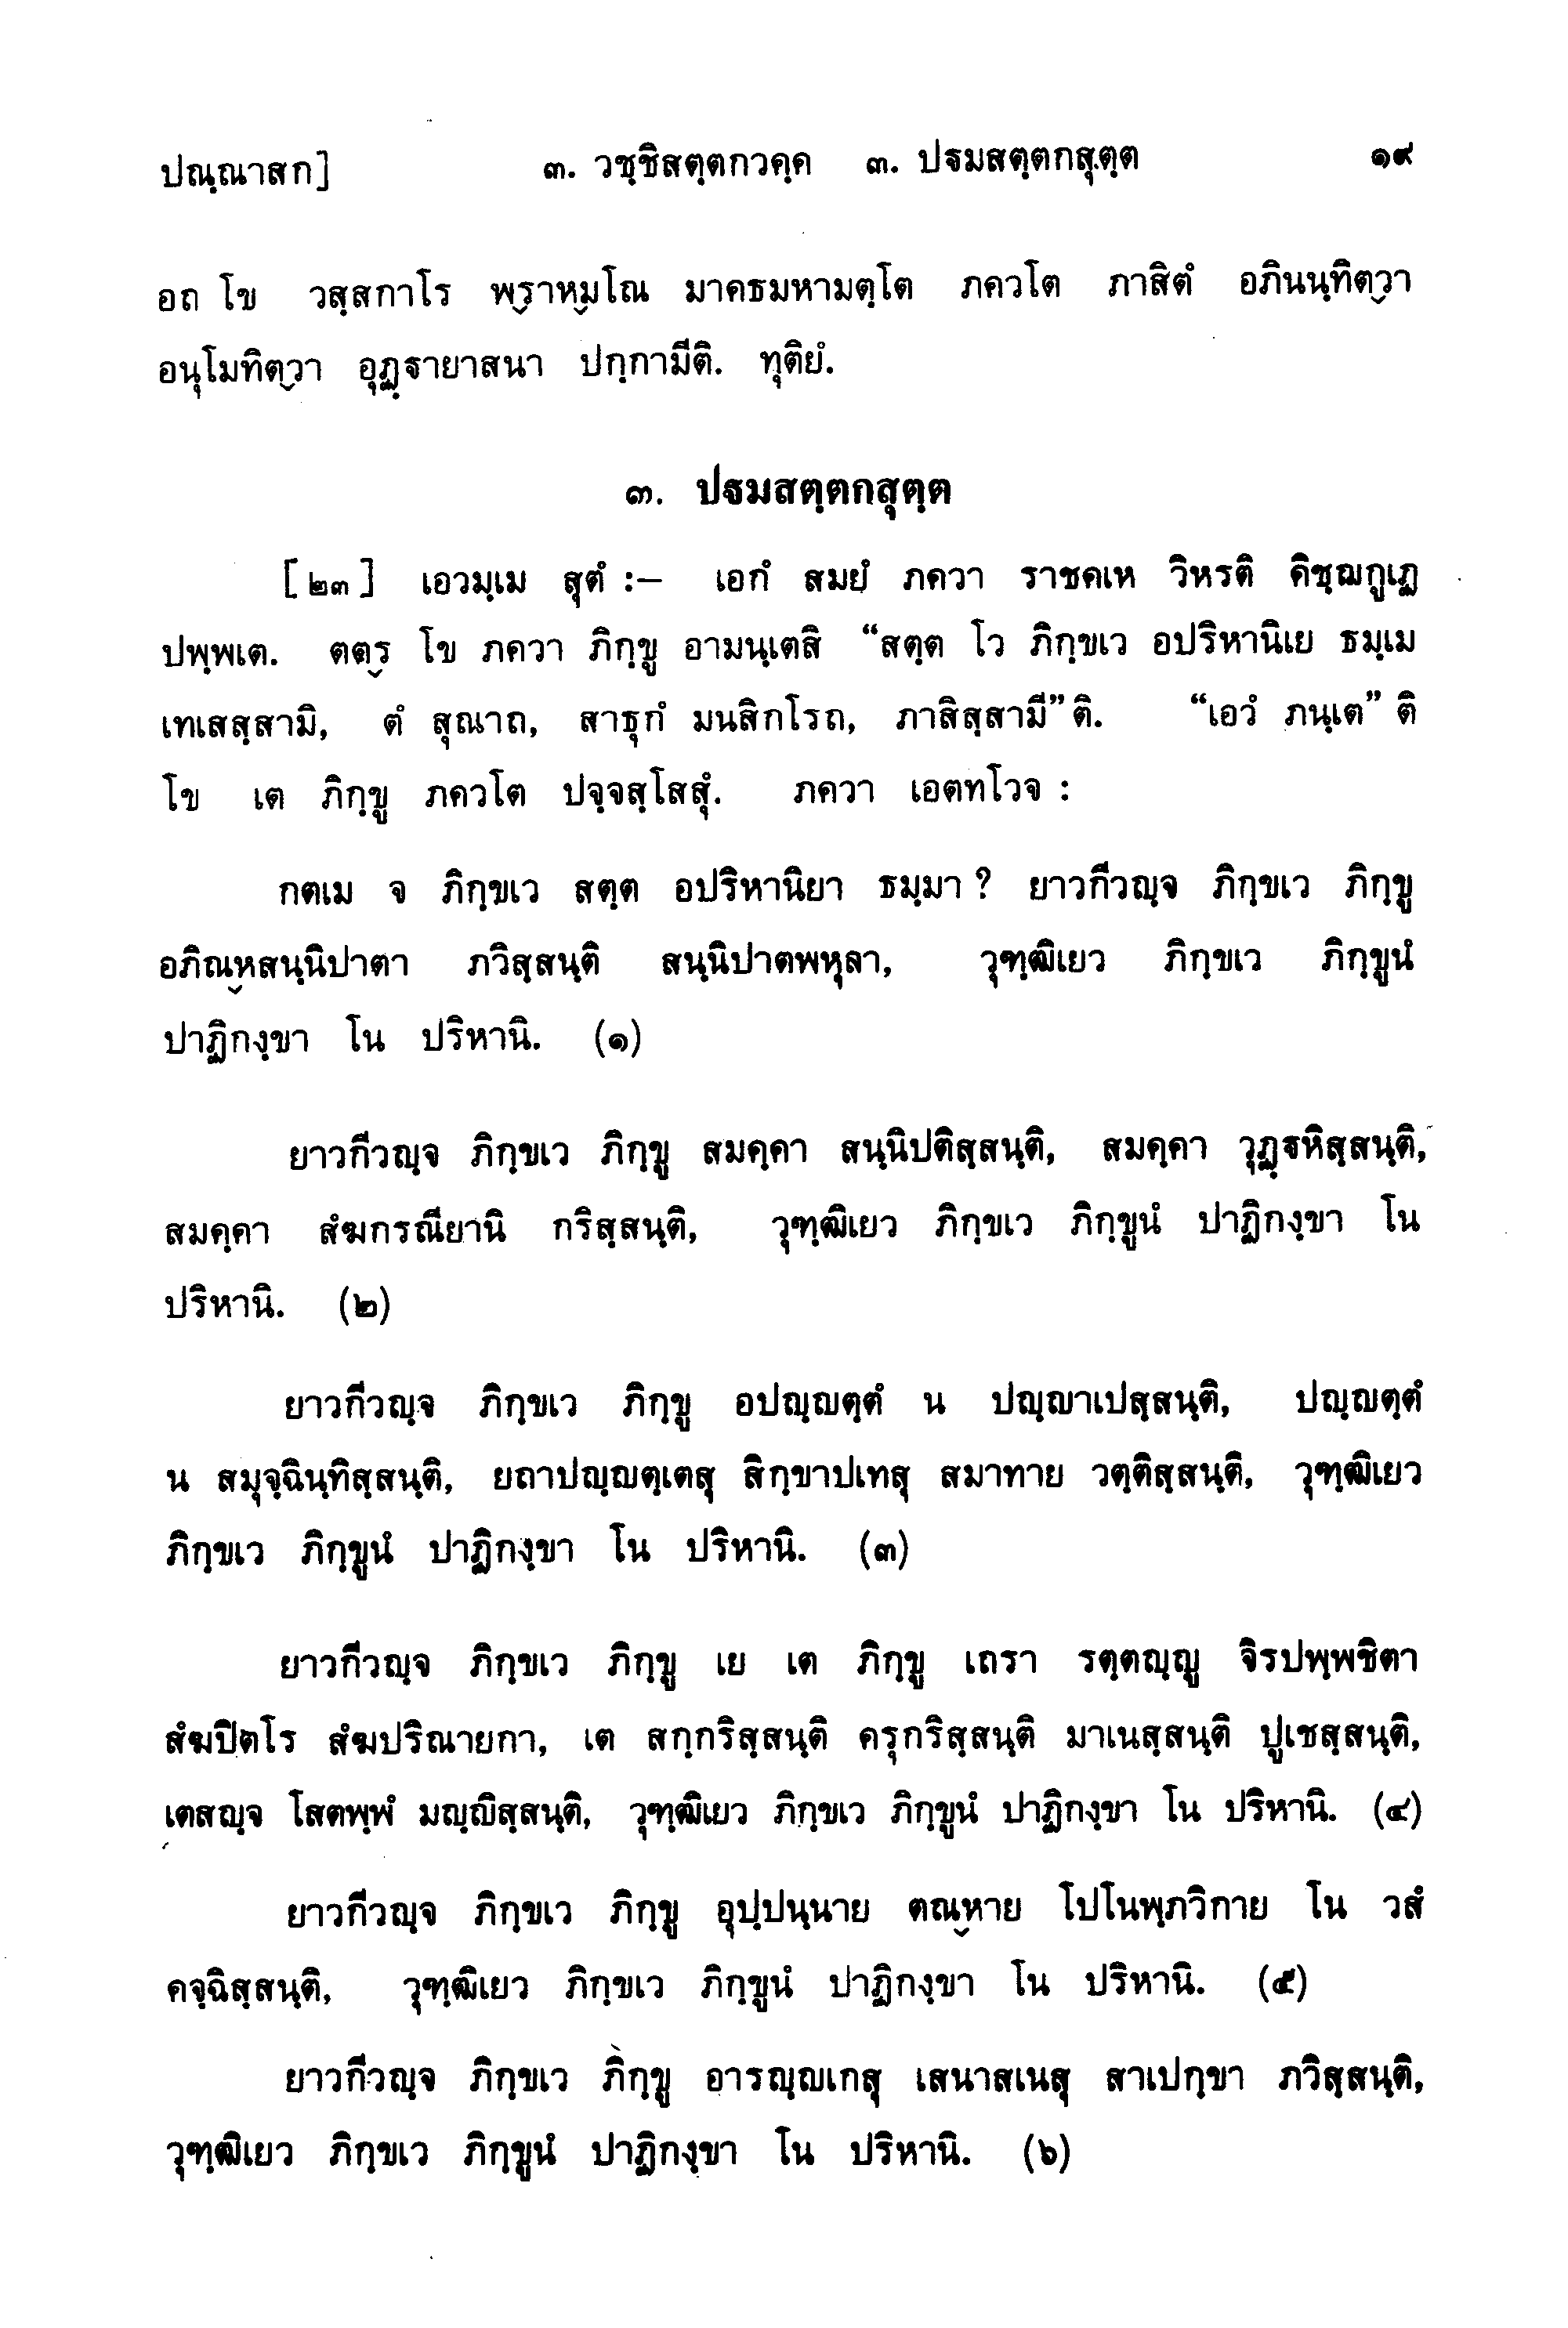 ปณฺณาสก] ๓. วชฺชิสตฺตกวคฺค ๓. ปฐมสตฺตกสุตฺต ๑๙
อถ โข วสฺสกาโร พฺราหฺมโณ มาคธมหามตฺโต ภควโต ภาสิตํ อภินนฺทิตฺวา
อนุโมทิตฺวา อุฏฺฐายาสนา ปกฺกามีติ. ทุติยํ.
๓. ปฐมสตฺตกสุตฺต
[๒๓] เอวมฺเม สุตํ :— เอกํ สมยํ ภควา ราชคเห วิหรติ คิชฺฌกูเฏ
ปพฺพเต. ตตฺร โข ภควา ภิกฺขู อามนฺเตสิ “สตฺต โว ภิกฺขเว อปริหานิเย ธมฺเม
เทเสสฺสามิ, ตํ สุณาถ, สาธุกํ มนสิกโรถ, ภาสิสฺสามี” ติ. “เอวํ ภนฺเต” ติ
โข เต ภิกฺขู ภควโต ปจฺจสฺโสสุํ. ภควา เอตทโวจ :
กตเม จ ภิกฺขเว สตฺต อปริหานิยา ธมฺมา ? ยาวกีวญฺจ ภิกฺขเว ภิกฺขู
อภิณฺหสนฺนิปาตา ภวิสฺสนฺติ สนฺนิปาตพหุลา, วุฑฺฒิเยว ภิกฺขเว ภิกฺขูนํ
ปาฏิกงฺขา โน ปริหานิ. (๑)
ยาวกีวญฺจ ภิกฺขเว ภิกฺขู สมคฺคา สนฺนิปติสฺสนฺติ, สมคฺคา วุฏฺฐหิสฺสนฺติ,
สมคฺคา สํฆกรณียานิ กริสฺสนฺติ, วุฑฺฒิเยว ภิกฺขเว ภิกฺขูนํ ปาฏิกงฺขา โน
ปริหานิ. (๒)
ยาวกีวญฺจ ภิกฺขเว ภิกฺขู อปญฺญตฺตํ น ปญฺญาเปสฺสนฺติ, ปญฺญตฺตํ
น สมุจฺฉินฺทิสฺสนฺติ, ยถาปญฺญตฺเตสุ สิกฺขาปเทสุ สมาทาย วตฺติสฺสนฺติ, วุฑฺฒิเยว
ภิกฺขเว ภิกฺขูนํ ปาฏิกงฺขา โน ปริหานิ. (๓)
ยาวกีวญฺจ ภิกฺขเว ภิกฺขู เย เต ภิกฺขู เถรา รตฺตญฺญู จิรปพฺพชิตา
สํฆปิตโร สํฆปริณายกา, เต สกฺกริสฺสนฺติ ครุกริสฺสนฺติ มาเนสฺสนฺติ ปูเชสฺสนฺติ,
เตสญฺจ โสตพฺพํ มญฺญิสฺสนฺติ, วุฑฺฒิเยว ภิกฺขเว ภิกฺขูนํ ปาฏิกงฺขา โน ปริหานิ. (๔)
ยาวกีวญฺจ ภิกฺขเว ภิกฺขู อุปฺปนฺนาย ตณฺหาย โปโนพฺภวิกาย โน วสํ
คจฺฉิสฺสนฺติ, วุฑฺฒิเยว ภิกฺขเว ภิกฺขูนํ ปาฏิกงฺขา โน ปริหานิ. (๕)
ยาวกีวญฺจ ภิกฺขเว ภิกฺขู อารญฺญเกสุ เสนาสเนสุ สาเปกฺขา ภวิสฺสนฺติ,
วุฑฺฒิเยว ภิกฺขเว ภิกฺขูนํ ปาฏิกงฺขา โน ปริหานิ. (๖)